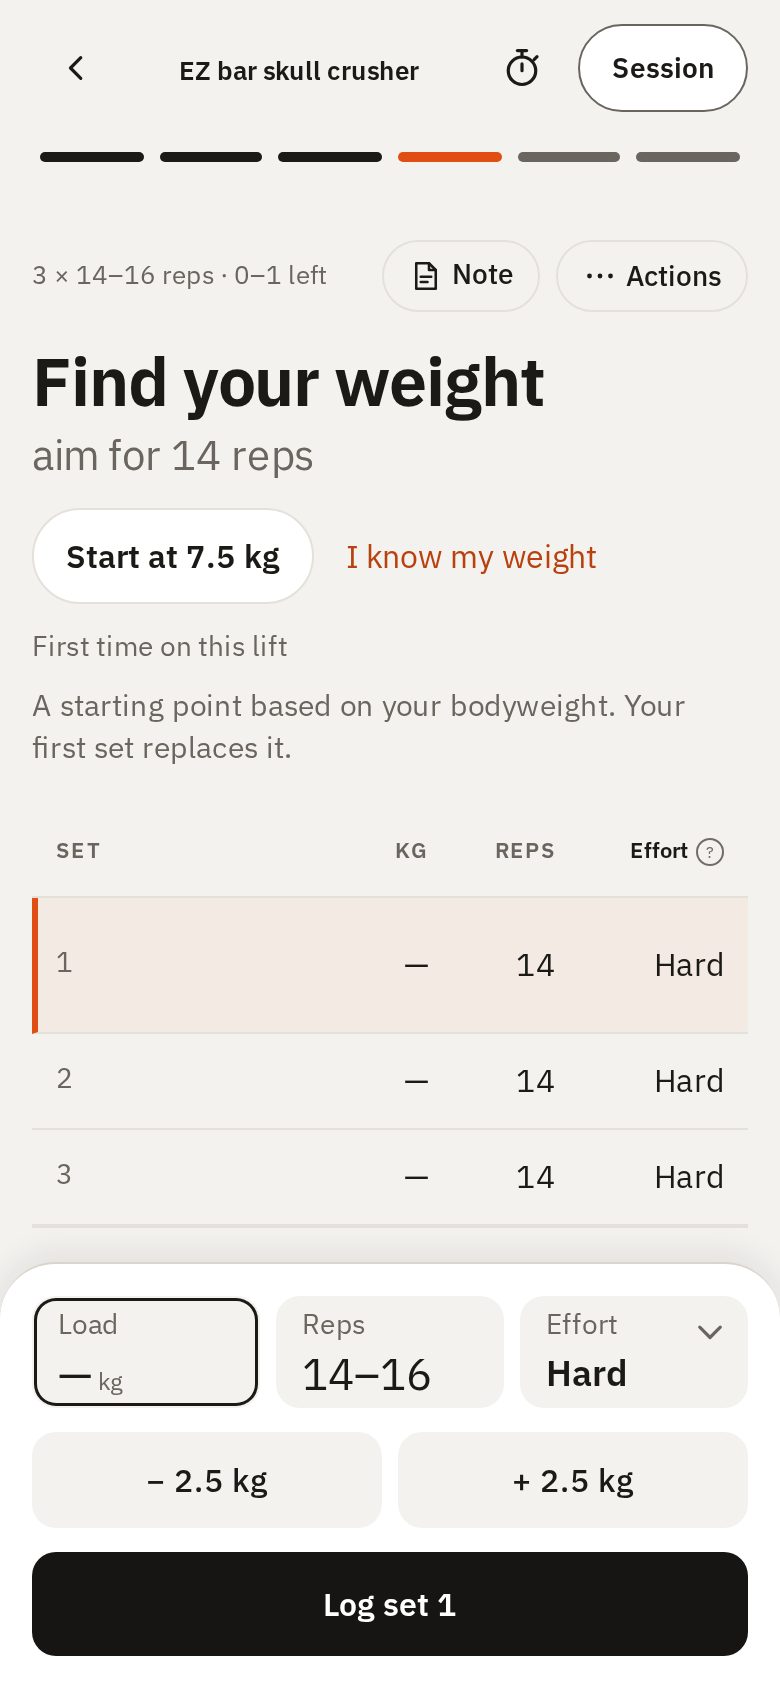 EZ bar skull crusher
Session
3 × 14–16 reps · 0–1 left
Note
Actions
Find your weight
aim for 14 reps
Start at 7.5 kg
I know my weight
First time on this lift
A starting point based on your bodyweight. Your
first set replaces it.
SET KG REPS Effort ?
1 — 14 Hard
2 — 14 Hard
3 — 14 Hard
Load Reps Effort
— kg 14–16 Hard
− 2.5 kg + 2.5 kg
Log set 1